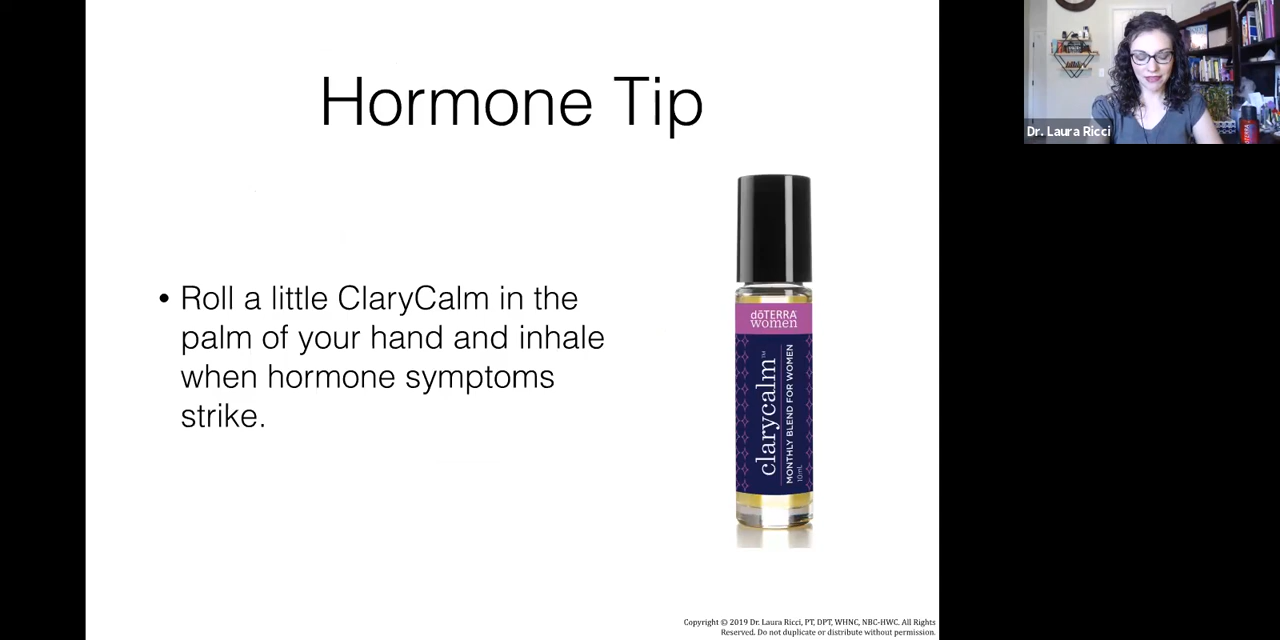 Hormone Tip
• Roll a little ClaryCalm in the
palm of your hand and inhale
when hormone symptoms
strike.
dōTERRA
women
clarycalm™
MONTHLY BLEND FOR WOMEN
10mL
Dr. Laura Ricci
Copyright © 2019 Dr. Laura Ricci, PT, DPT, WHNC, NBC-HWC. All Rights
Reserved. Do not duplicate or distribute without permission.